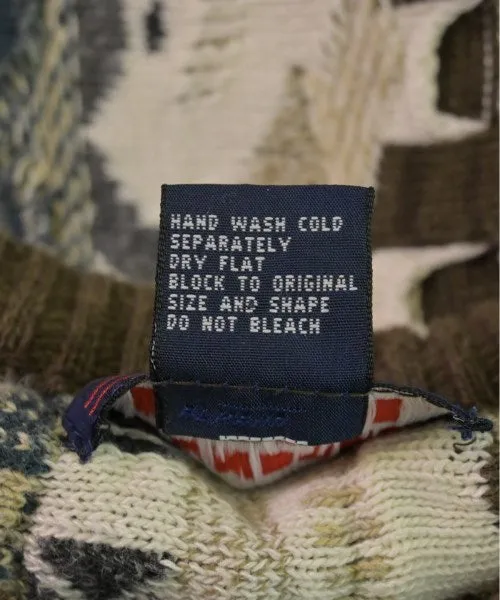 HAND WASH COLD
SEPARATELY
DRY FLAT
BLOCK TO ORIGINAL
SIZE AND SHAPE
DO NOT BLEACH